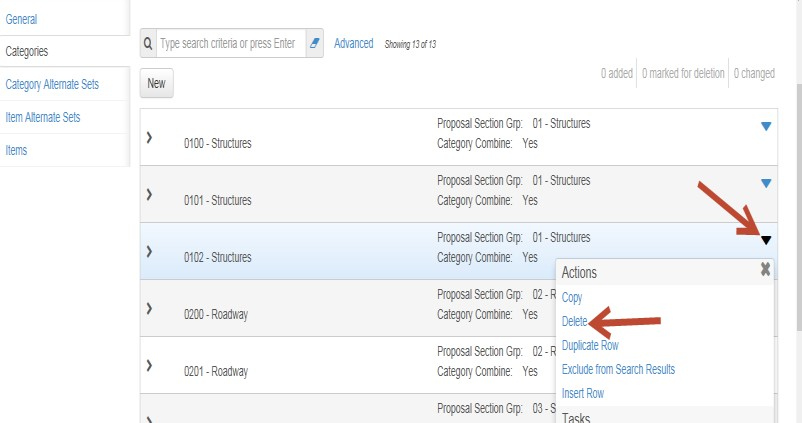 General
Categories
Category Alternate Sets
Item Alternate Sets
Items
Type search criteria or press Enter Advanced Showing 13 of 13
New
0 added 0 marked for deletion 0 changed
Proposal Section Grp: 01 - Structures
0100 - Structures Category Combine: Yes
Proposal Section Grp: 01 - Structures
0101 - Structures Category Combine: Yes
Proposal Section Grp: 01 - Structures
0102 - Structures Category Combine: Yes
Proposal Section Grp: 02 - R
0200 - Roadway Category Combine: Yes
Proposal Section Grp: 02 - R
0201 - Roadway Category Combine: Yes
Proposal Section Grp: 03 - S
Actions
Copy
Delete
Duplicate Row
Exclude from Search Results
Insert Row
Tasks